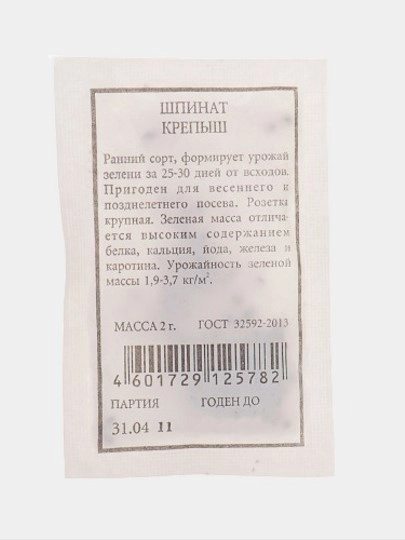 ШПИНАТ
КРЕПЫШ
Ранний сорт, формирует урожай
зелени за 25-30 дней от всходов.
Пригоден для весеннего и
позднелетнего посева. Розетка
крупная. Зеленая масса отлича-
ется высоким содержанием
белка, кальция, йода, железа и
каротина. Урожайность зеленой
массы 1,9-3,7 кг/м².
МАССА 2 г. ГОСТ 32592-2013
4 601729 125782
ПАРТИЯ ГОДЕН ДО
31.04 11